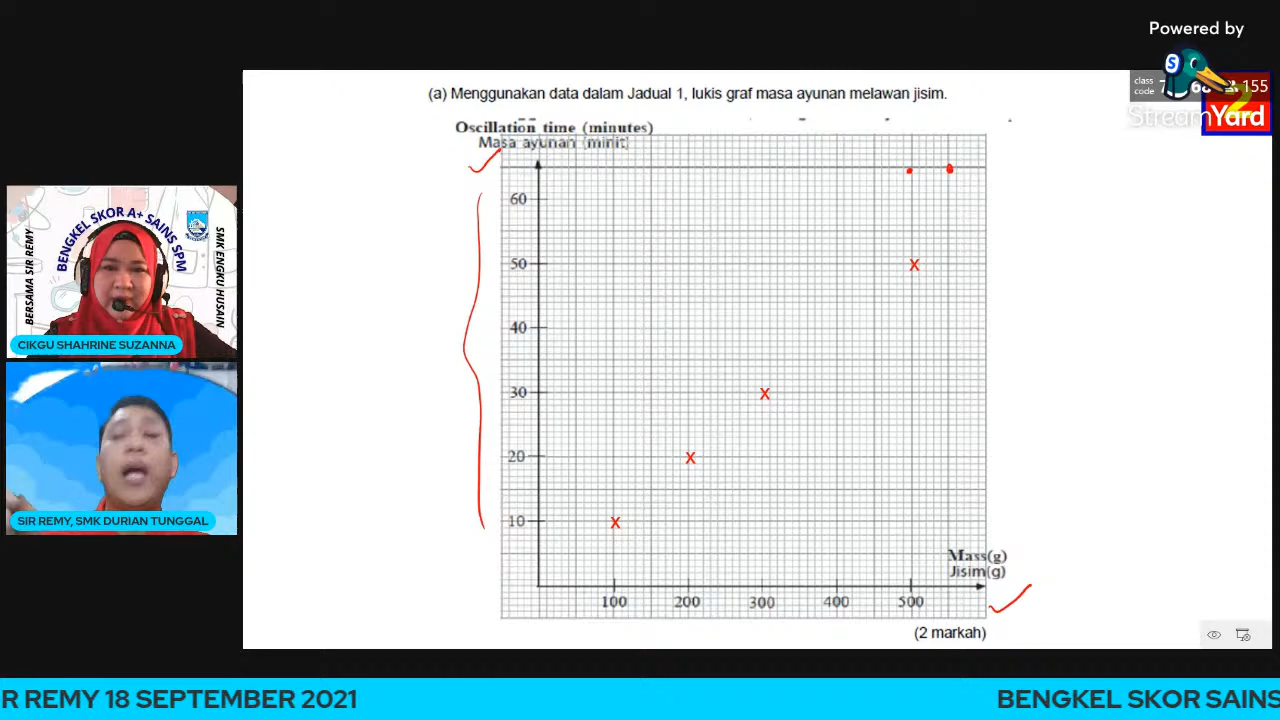 Powered by
class
code
155
StreamYard
2
(a) Menggunakan data dalam Jadual 1, lukis graf masa ayunan melawan jisim.
Oscillation time (minutes)
Masa ayunan (minit)
60
50
40
30
20
10
x
x
x
x
Mass(g)
Jisim(g)
100 200 300 400 500
(2 markah)
BENGKEL SKOR A+ SAINS SPM
BERSAMA SIR REMY
SMK ENGKU HUSAIN
CIKGU SHAHRINE SUZANNA
SIR REMY, SMK DURIAN TUNGGAL
R REMY 18 SEPTEMBER 2021
BENGKEL SKOR SAINS